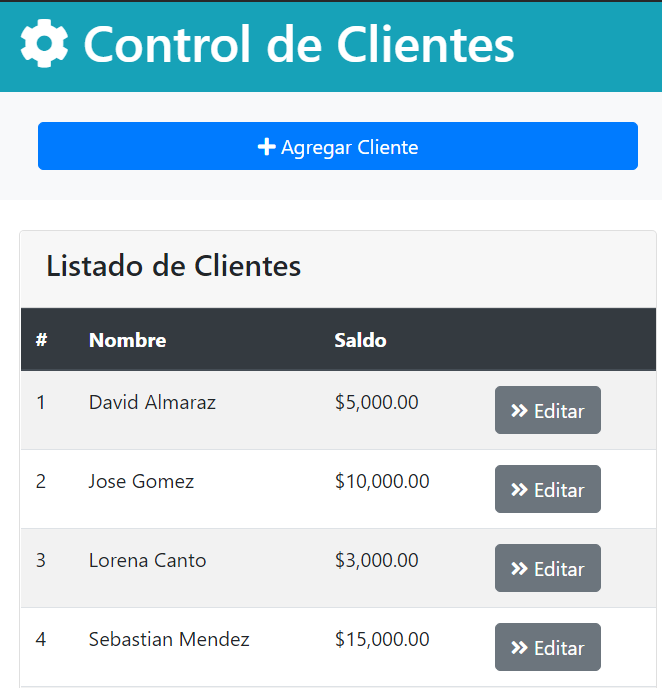 Control de Clientes
Agregar Cliente
Listado de Clientes
# Nombre Saldo
1 David Almaraz $5,000.00 Editar
2 Jose Gomez $10,000.00 Editar
3 Lorena Canto $3,000.00 Editar
4 Sebastian Mendez $15,000.00 Editar